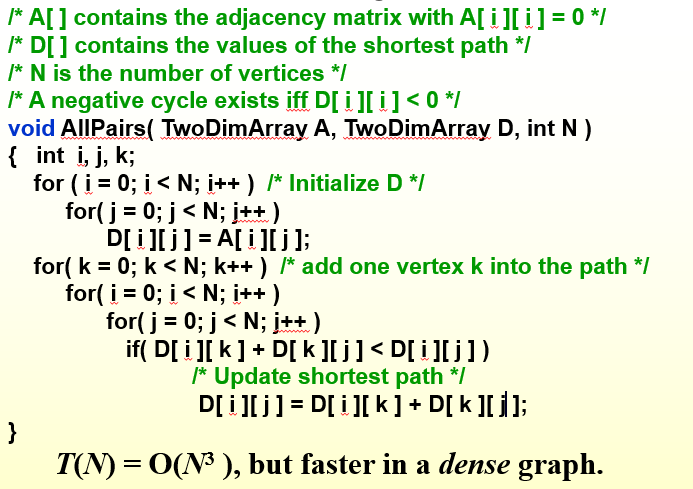 /* A[ ] contains the adjacency matrix with A[ i ][ i ] = 0 */
/* D[ ] contains the values of the shortest path */
/* N is the number of vertices */
/* A negative cycle exists iff D[ i ][ i ] < 0 */
void AllPairs( TwoDimArray A, TwoDimArray D, int N )
{ int i, j, k;
for ( i = 0; i < N; i++ ) /* Initialize D */
for( j = 0; j < N; j++ )
D[ i ][ j ] = A[ i ][ j ];
for( k = 0; k < N; k++ ) /* add one vertex k into the path */
for( i = 0; i < N; i++ )
for( j = 0; j < N; j++ )
if( D[ i ][ k ] + D[ k ][ j ] < D[ i ][ j ] )
/* Update shortest path */
D[ i ][ j ] = D[ i ][ k ] + D[ k ][ j ];
}
T(N) = O(N³ ), but faster in a dense graph.